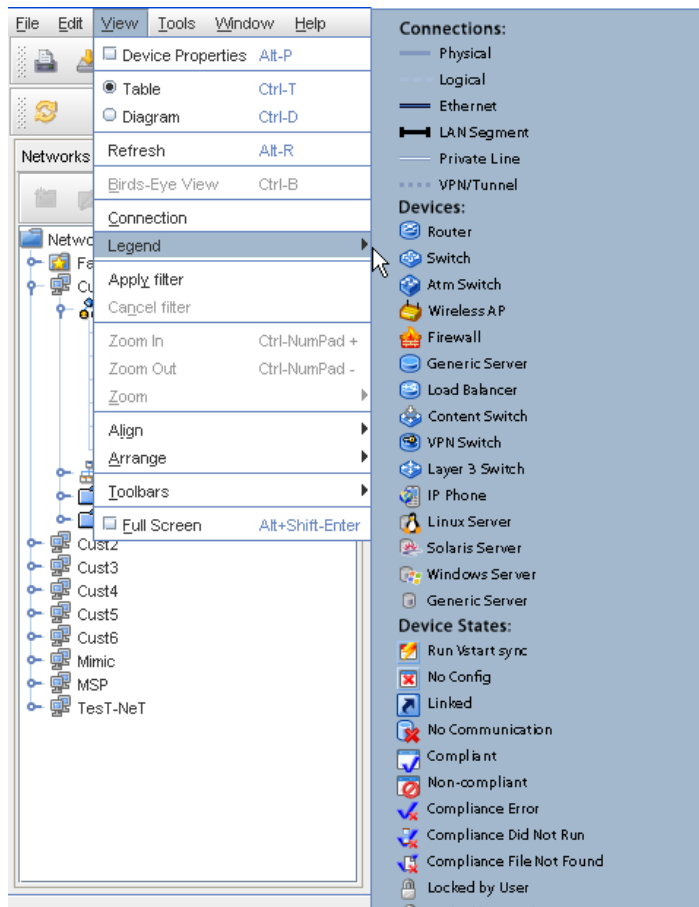 File Edit View Tools Window Help
Device Properties Alt-P
Table Ctrl-T
Diagram Ctrl-D
Refresh Alt-R
Birds-Eye View Ctrl-B
Connection
Legend
Apply filter
Cancel filter
Zoom In Ctrl-NumPad +
Zoom Out Ctrl-NumPad -
Zoom
Align
Arrange
Toolbars
Full Screen Alt+Shift-Enter
Networks
Netwo
Fa
Cu
Cust2
Cust3
Cust4
Cust5
Cust6
Mimic
MSP
TesT-NeT
Connections:
Physical
Logical
Ethernet
LAN Segment
Private Line
VPN/Tunnel
Devices:
Router
Switch
Atm Switch
Wireless AP
Firewall
Generic Server
Load Balancer
Content Switch
VPN Switch
Layer 3 Switch
IP Phone
Linux Server
Solaris Server
Windows Server
Generic Server
Device States:
Run Vstart sync
No Config
Linked
No Communication
Compliant
Non-compliant
Compliance Error
Compliance Did Not Run
Compliance File Not Found
Locked by User